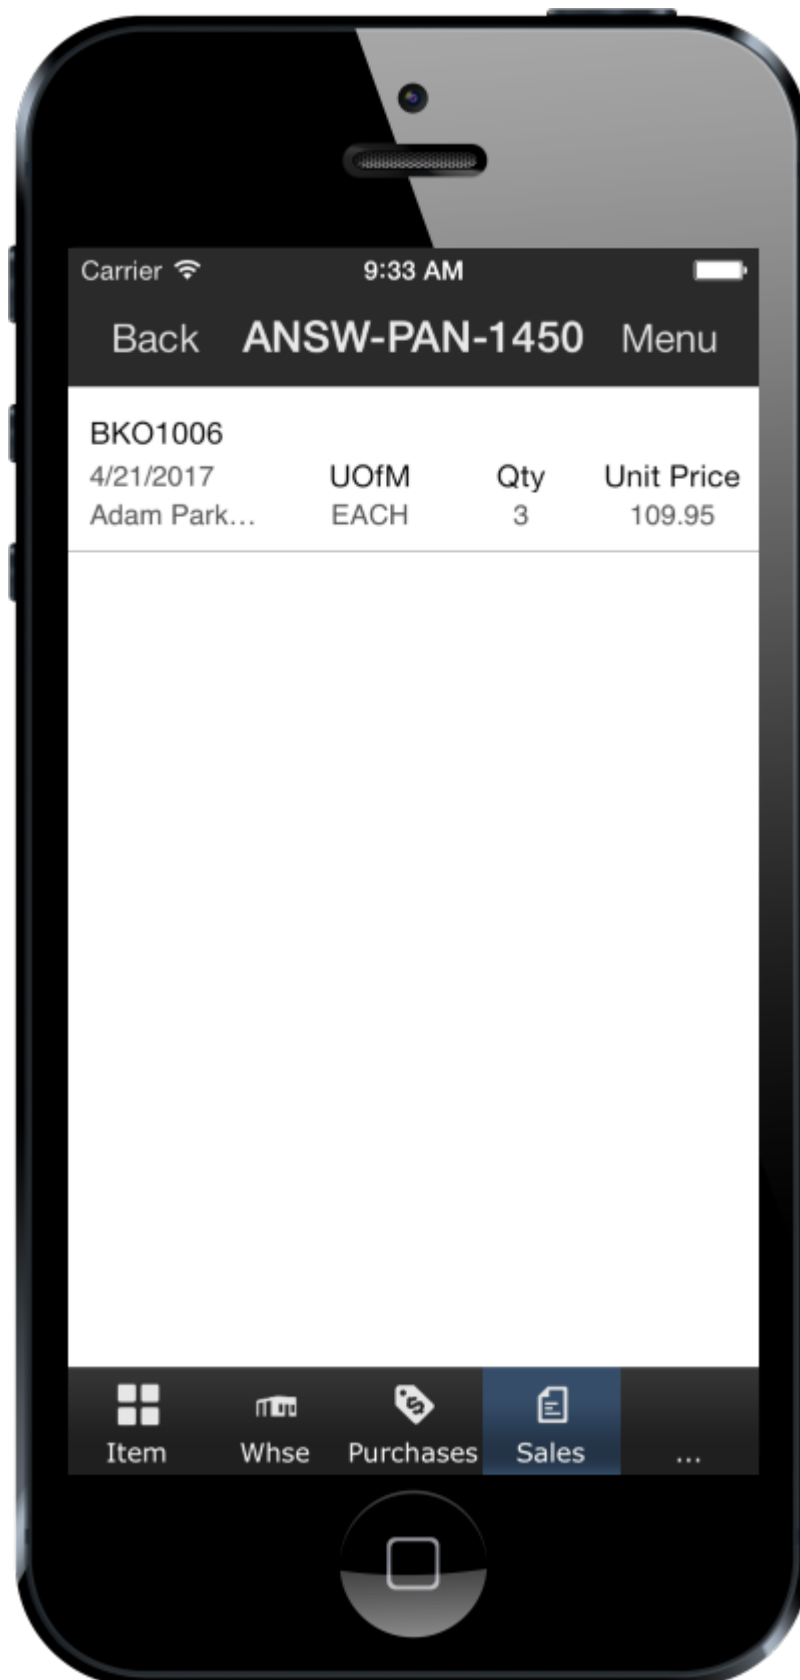 Carrier 9:33 AM
Back ANSW-PAN-1450 Menu
BKO1006
4/21/2017 UOfM Qty Unit Price
Adam Park... EACH 3 109.95
Item Whse Purchases Sales ...